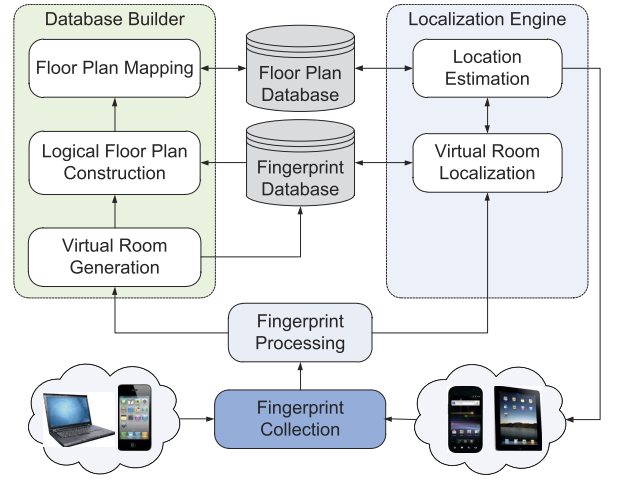 Database Builder
Localization Engine
Floor Plan Mapping
Floor Plan
Database
Location
Estimation
Logical Floor Plan
Construction
Fingerprint
Database
Virtual Room
Localization
Virtual Room
Generation
Fingerprint
Processing
Fingerprint
Collection